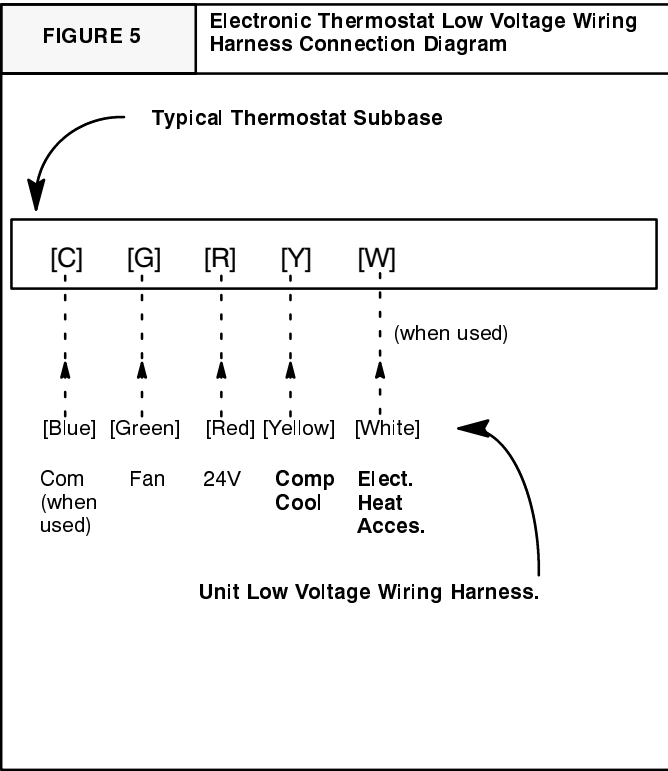 FIGURE 5
Electronic Thermostat Low Voltage Wiring
Harness Connection Diagram
Typical Thermostat Subbase
[C] [G] [R] [Y] [W]
(when used)
[Blue] [Green] [Red] [Yellow] [White]
Com Fan 24V Comp Elect.
(when Cool Heat
used) Acces.
Unit Low Voltage Wiring Harness.